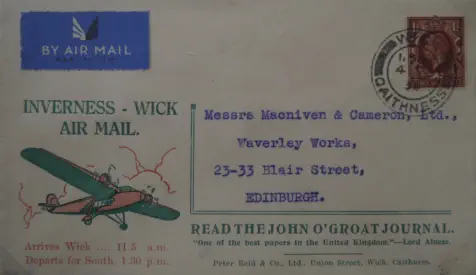 BY AIR MAIL
INVERNESS - WICK
AIR MAIL.
Messrs Macniven & Cameron, Ltd.,
Waverley Works,
23-33 Blair Street,
EDINBURGH.
CAITHNESS
Arrives Wick .... 11.5 a.m.
Departs for South, 1.30 p.m.
READ THE JOHN O'GROAT JOURNAL.
"One of the best papers in the United Kingdom."—Lord Alness.
Peter Reid & Co., Ltd., Union Street, Wick, Caithness.